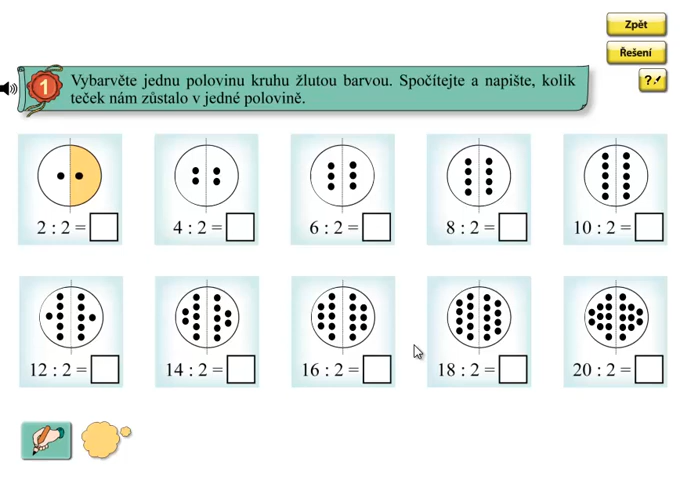 Zpět
Řešení
?✓
1
Vybarvěte jednu polovinu kruhu žlutou barvou. Spočítejte a napište, kolik
teček nám zůstalo v jedné polovině.
2 : 2 =
4 : 2 =
6 : 2 =
8 : 2 =
10 : 2 =
12 : 2 =
14 : 2 =
16 : 2 =
18 : 2 =
20 : 2 =